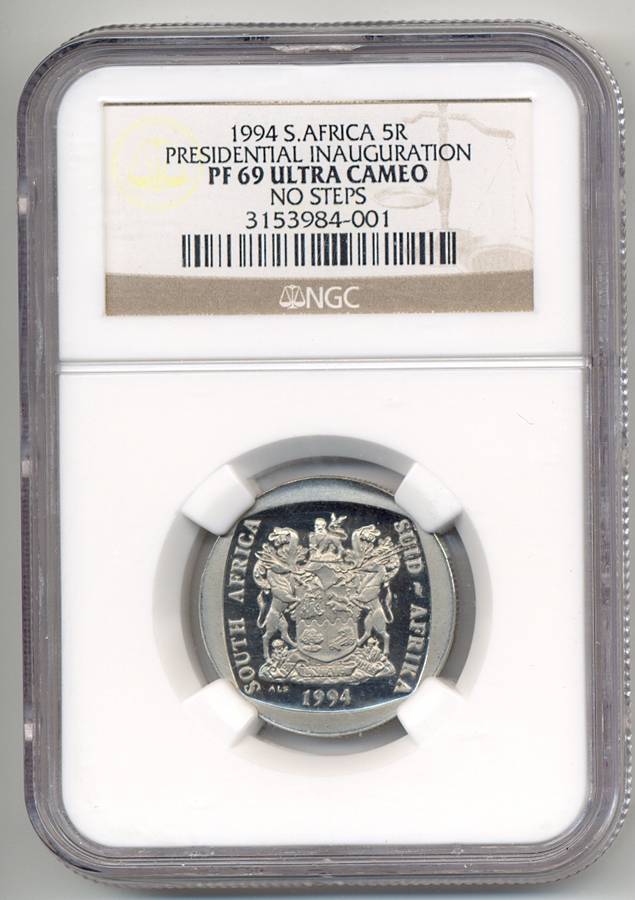 1994 S.AFRICA 5R
PRESIDENTIAL INAUGURATION
PF 69 ULTRA CAMEO
NO STEPS
3153984-001
NGC
SOUTH AFRICA
SUID - AFRIKA
ALS
1994